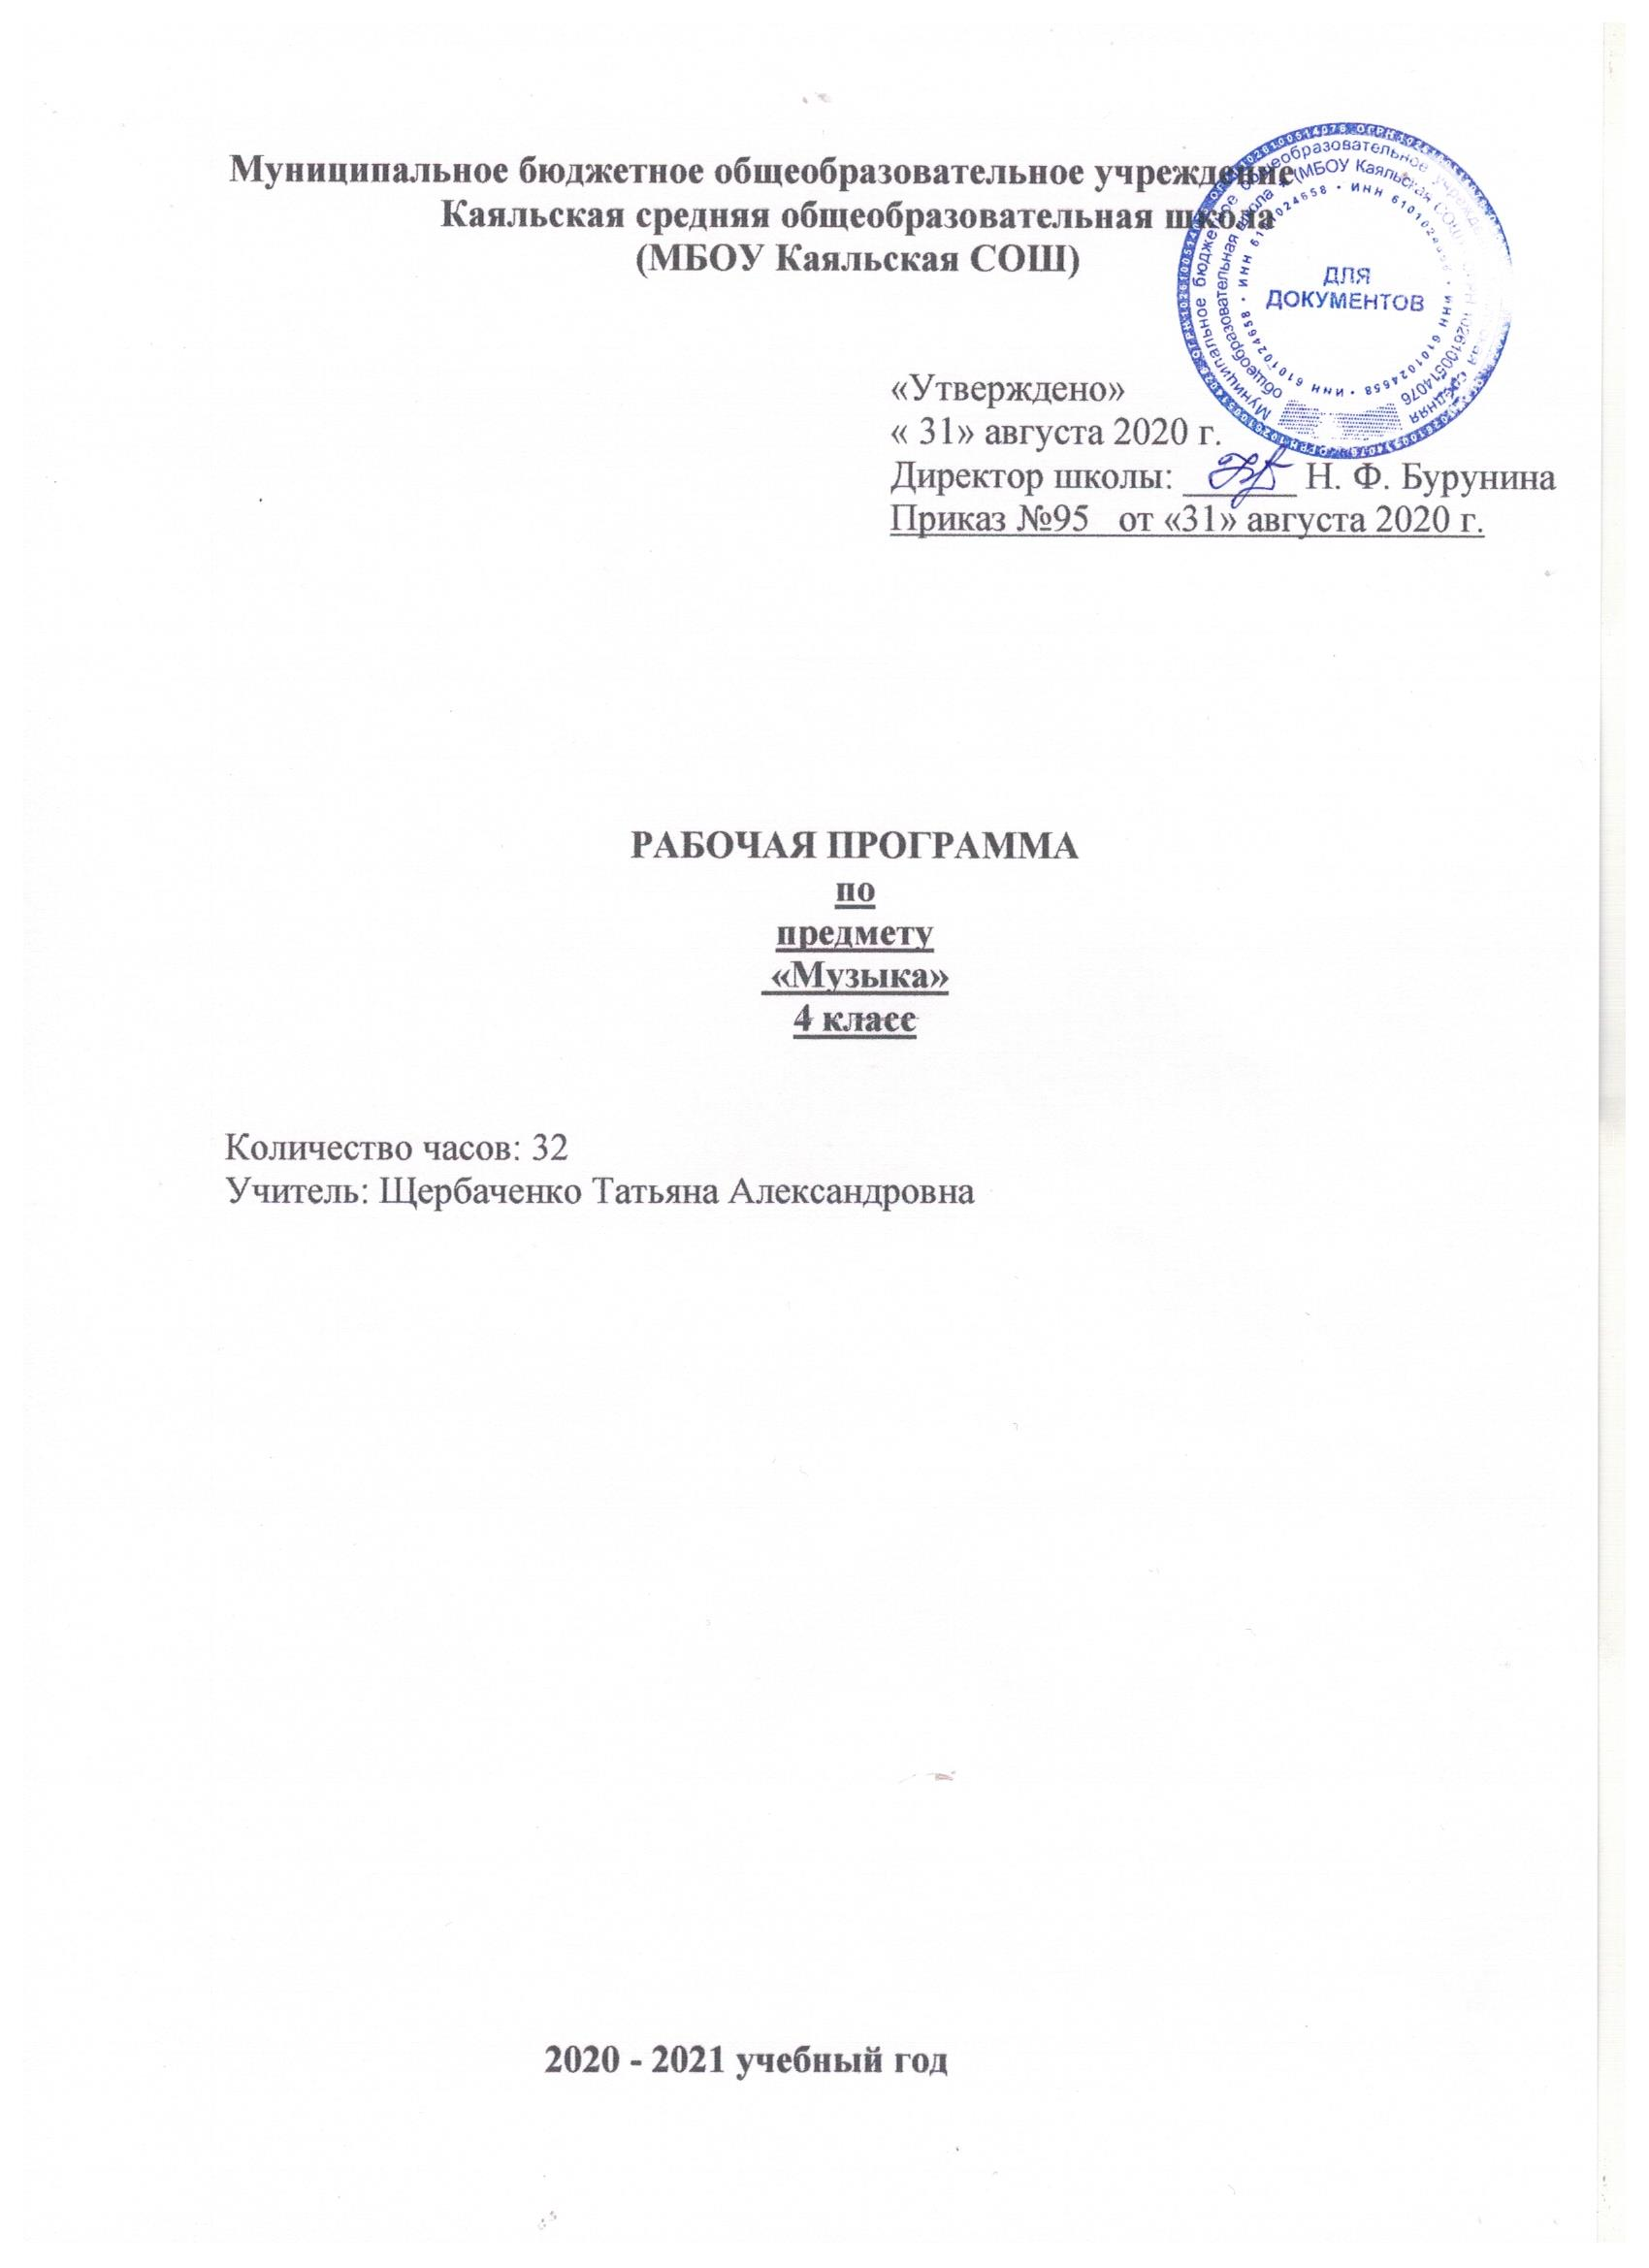 Муниципальное бюджетное общеобразовательное учреждение
Каяльская средняя общеобразовательная школа
(МБОУ Каяльская СОШ)
ДЛЯ
ДОКУМЕНТОВ
«Утверждено»
« 31» августа 2020 г.
Директор школы: ______ Н. Ф. Бурунина
Приказ №95 от «31» августа 2020 г.
РАБОЧАЯ ПРОГРАММА
по
предмету
«Музыка»
4 класс
Количество часов: 32
Учитель: Щербаченко Татьяна Александровна
2020 - 2021 учебный год